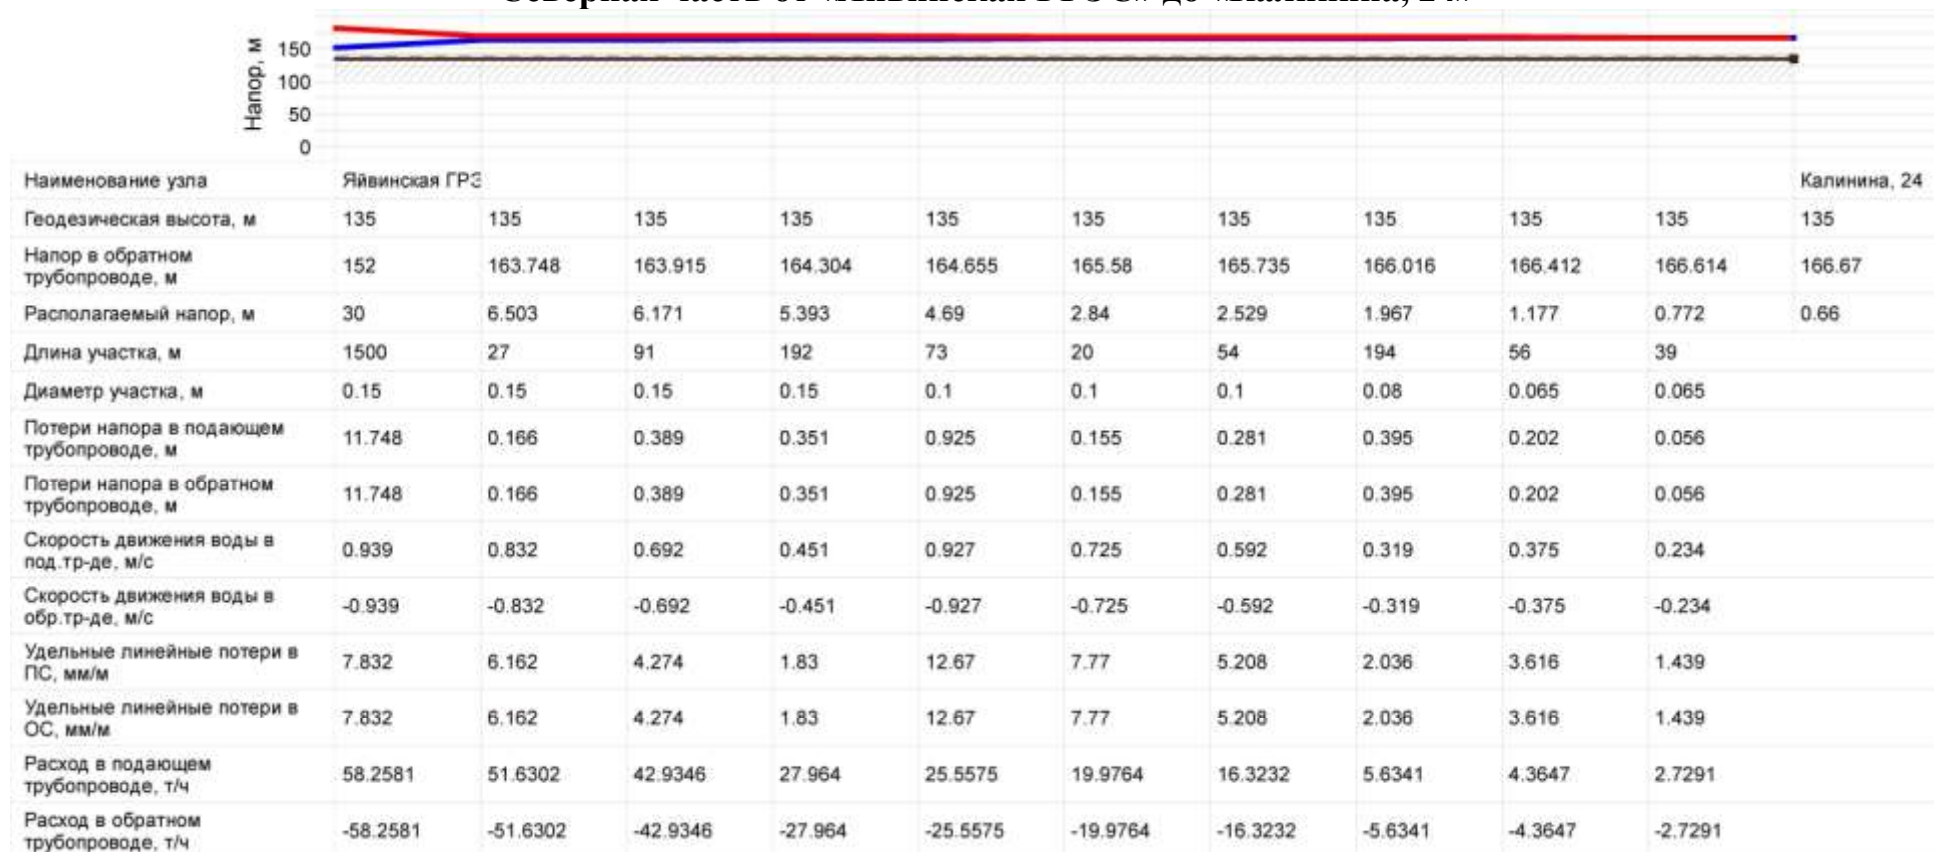 Напор, м
150
100
50
0
Наименование узла Яйвинская ГРЭ Калинина, 24
Геодезическая высота, м 135 135 135 135 135 135 135 135 135 135 135
Напор в обратном
трубопроводе, м 152 163.748 163.915 164.304 164.655 165.58 165.735 166.016 166.412 166.614 166.67
Располагаемый напор, м 30 6.503 6.171 5.393 4.69 2.84 2.529 1.967 1.177 0.772 0.66
Длина участка, м 1500 27 91 192 73 20 54 194 56 39
Диаметр участка, м 0.15 0.15 0.15 0.15 0.1 0.1 0.1 0.08 0.065 0.065
Потери напора в подающем
трубопроводе, м 11.748 0.166 0.389 0.351 0.925 0.155 0.281 0.395 0.202 0.056
Потери напора в обратном
трубопроводе, м 11.748 0.166 0.389 0.351 0.925 0.155 0.281 0.395 0.202 0.056
Скорость движения воды в
под.тр-де, м/с 0.939 0.832 0.692 0.451 0.927 0.725 0.592 0.319 0.375 0.234
Скорость движения воды в
обр.тр-де, м/с -0.939 -0.832 -0.692 -0.451 -0.927 -0.725 -0.592 -0.319 -0.375 -0.234
Удельные линейные потери в
ПС, мм/м 7.832 6.162 4.274 1.83 12.67 7.77 5.208 2.036 3.616 1.439
Удельные линейные потери в
ОС, мм/м 7.832 6.162 4.274 1.83 12.67 7.77 5.208 2.036 3.616 1.439
Расход в подающем
трубопроводе, т/ч 58.2581 51.6302 42.9346 27.964 25.5575 19.9764 16.3232 5.6341 4.3647 2.7291
Расход в обратном
трубопроводе, т/ч -58.2581 -51.6302 -42.9346 -27.964 -25.5575 -19.9764 -16.3232 -5.6341 -4.3647 -2.7291